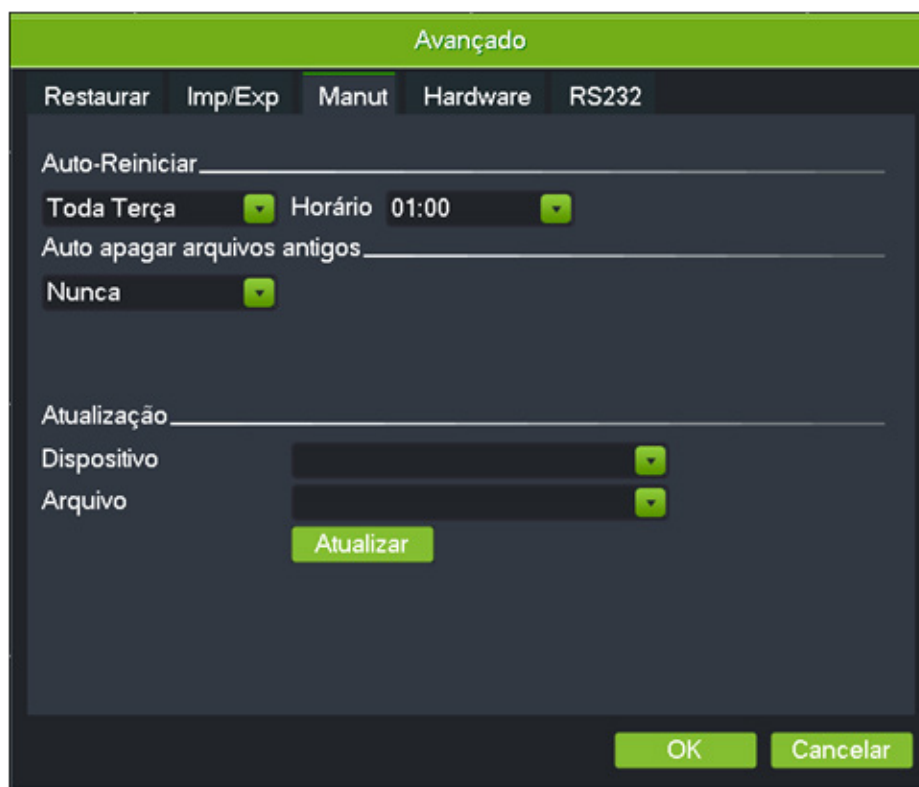 Avançado
Restaurar Imp/Exp Manut Hardware RS232
Auto-Reiniciar
Toda Terça Horário 01:00
Auto apagar arquivos antigos
Nunca
Atualização
Dispositivo
Arquivo
Atualizar
OK Cancelar